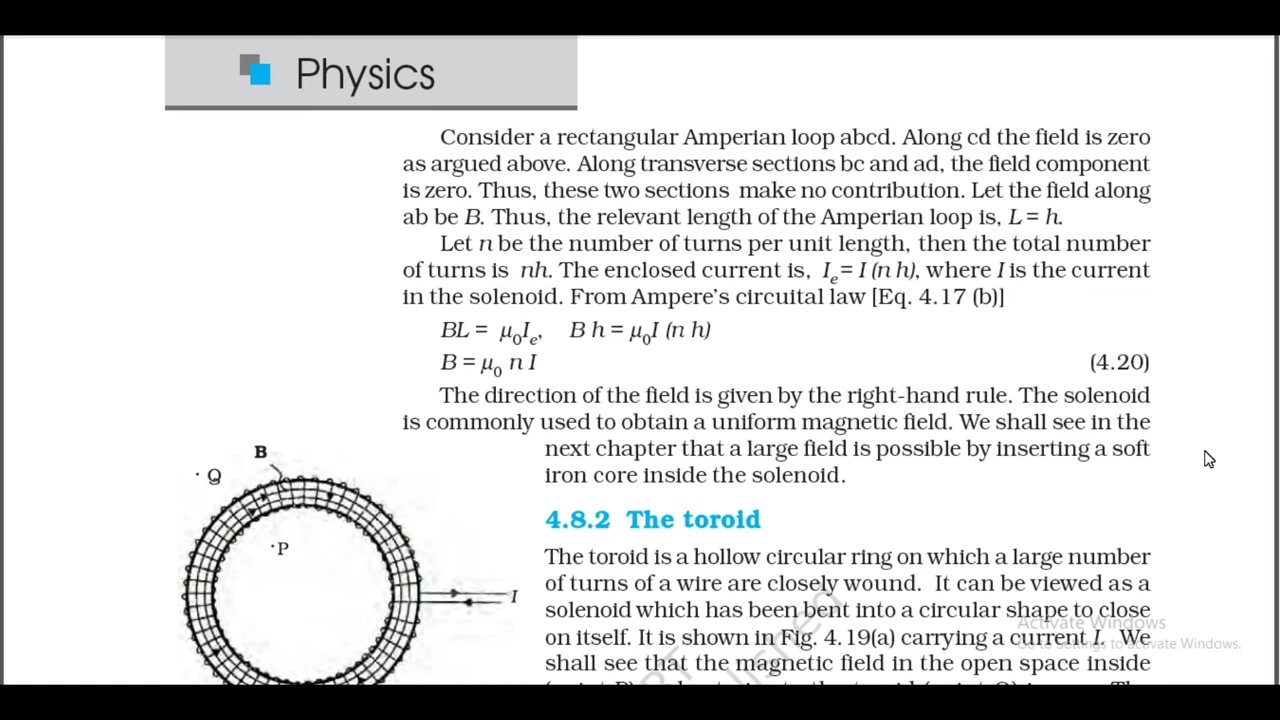 Physics
Consider a rectangular Amperian loop abcd. Along cd the field is zero
as argued above. Along transverse sections bc and ad, the field component
is zero. Thus, these two sections make no contribution. Let the field along
ab be B. Thus, the relevant length of the Amperian loop is, L = h.
Let n be the number of turns per unit length, then the total number
of turns is nh. The enclosed current is, Iₑ = I (n h), where I is the current
in the solenoid. From Ampere's circuital law [Eq. 4.17 (b)]
BL = μ₀Iₑ, B h = μ₀I (n h)
B = μ₀ n I (4.20)
The direction of the field is given by the right-hand rule. The solenoid
is commonly used to obtain a uniform magnetic field. We shall see in the
next chapter that a large field is possible by inserting a soft
iron core inside the solenoid.
B
Q
P
I
4.8.2 The toroid
The toroid is a hollow circular ring on which a large number
of turns of a wire are closely wound. It can be viewed as a
solenoid which has been bent into a circular shape to close
on itself. It is shown in Fig. 4.19(a) carrying a current I. We
shall see that the magnetic field in the open space inside
Activate Windows
Go to Settings to activate Windows.